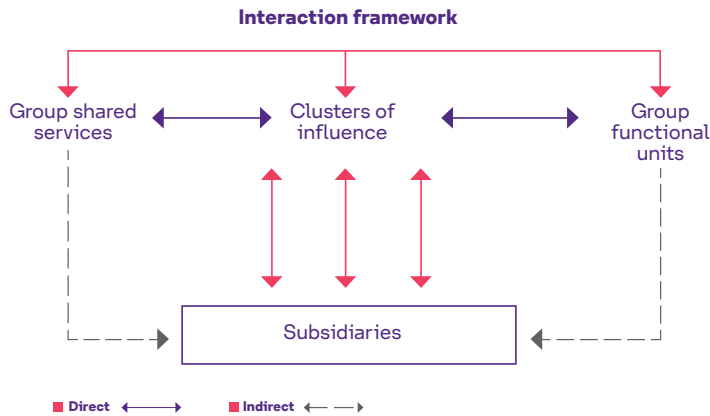 Interaction framework
Group shared
services
Clusters of
influence
Group
functional
units
Subsidiaries
Direct
Indirect